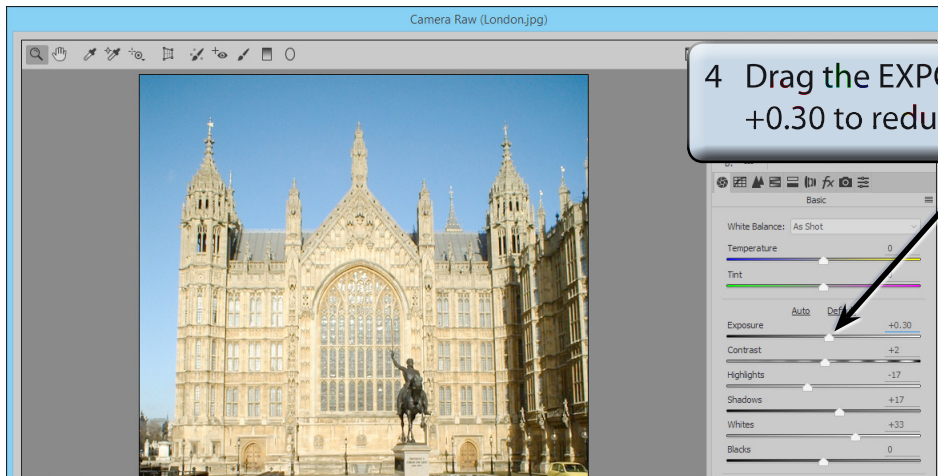 Camera Raw (London.jpg)
4 Drag the EXPO
+0.30 to redu
fx
Basic
White Balance: As Shot
Temperature 0
Tint
Auto
Exposure +0.30
Contrast +2
Highlights -17
Shadows +17
Whites +33
Blacks 0